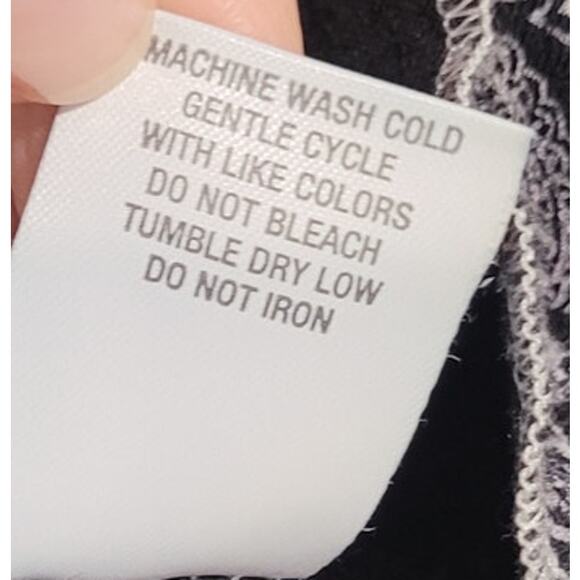 MACHINE WASH COLD
GENTLE CYCLE
WITH LIKE COLORS
DO NOT BLEACH
TUMBLE DRY LOW
DO NOT IRON